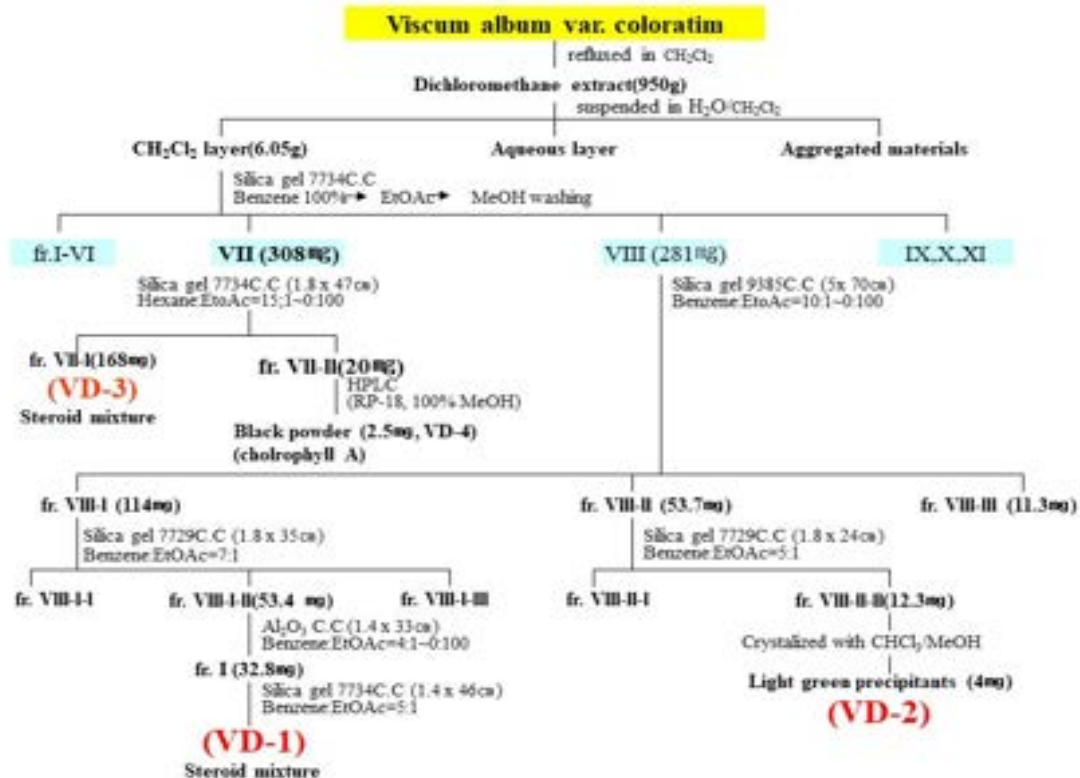 Viscum album var. coloratim
refluxed in CH₂Cl₂
Dichloromethane extract(950g)
suspended in H₂O/CH₂Cl₂
CH₂Cl₂ layer(6.05g)
Aqueous layer
Aggregated materials
Silica gel 7734C.C
Benzene 100%→ EtOAc→ MeOH washing
fr.I-VI
VII (308mg)
VIII (281mg)
IX,X,XI
Silica gel 7734C.C (1.8 x 47㎝)
Hexane:EtoAc=15;1~0:100
Silica gel 9385C.C (5x 70㎝)
Benzene:EtoAc=10:1~0:100
fr. VII-I(168mg)
(VD-3)
Steroid mixture
fr. VII-II(20mg)
HPLC
(RP-18, 100% MeOH)
Black powder (2.5mg, VD-4)
(cholrophyll A)
fr. VIII-I (114mg)
fr. VIII-II (53.7mg)
fr. VIII-III (11.3mg)
Silica gel 7729C.C (1.8 x 35㎝)
Benzene:EtOAc=7:1
Silica gel 7729C.C (1.8 x 24㎝)
Benzene:EtOAc=5:1
fr. VIII-I-I
fr. VIII-I-II(53.4 mg)
fr. VIII-I-III
fr. VIII-II-I
fr. VIII-II-II(12.3mg)
Al₂O₃ C.C (1.4 x 33㎝)
Benzene:EtOAc=4:1~0:100
Crystalized with CHCl₃/MeOH
fr. I (32.8mg)
Light green precipitants (4mg)
(VD-2)
Silica gel 7734C.C (1.4 x 46㎝)
Benzene:EtOAc=5:1
(VD-1)
Steroid mixture